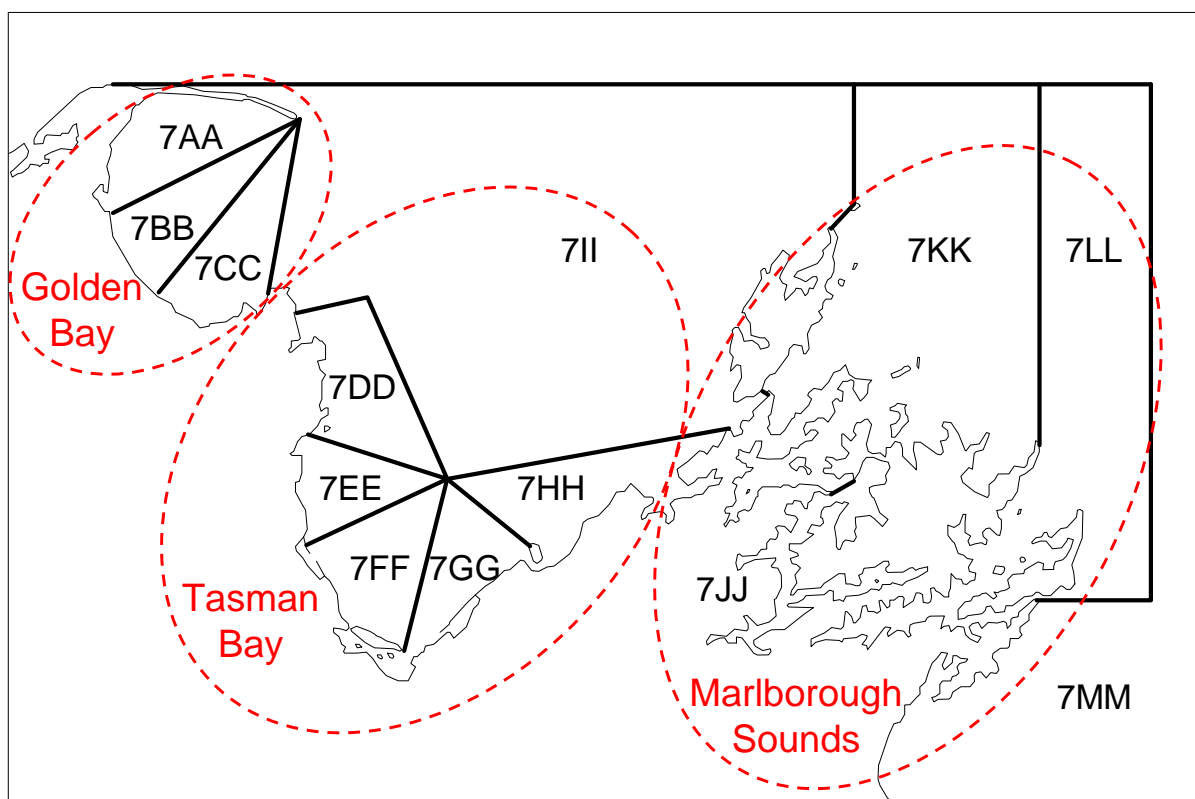 7AA
7BB
7CC
Golden
Bay
7II
7KK
7LL
7DD
7EE
7HH
7FF
7GG
Tasman
Bay
7JJ
Marlborough
Sounds
7MM